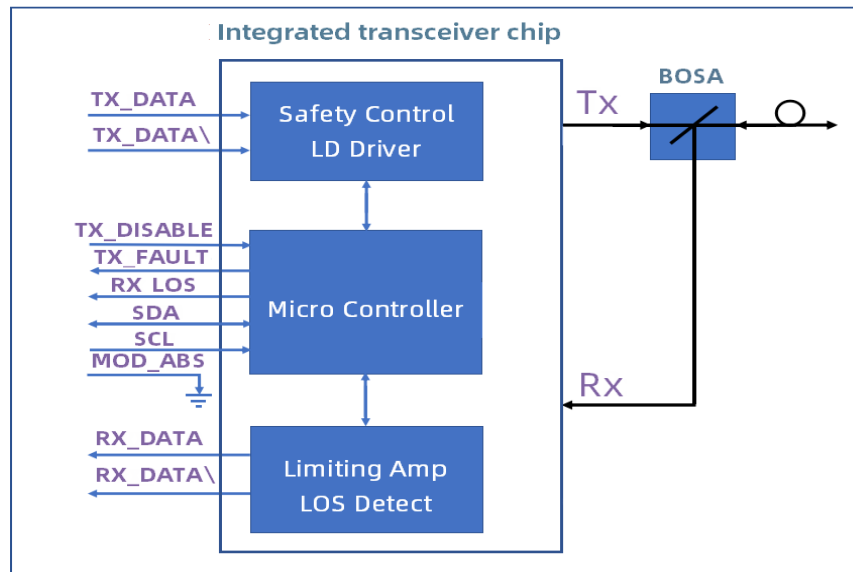 Integrated transceiver chip
BOSA
TX_DATA
TX_DATA\
Safety Control
LD Driver
Tx
TX_DISABLE
TX_FAULT
RX LOS
SDA
SCL
MOD_ABS
Micro Controller
Rx
RX_DATA
RX_DATA\
Limiting Amp
LOS Detect